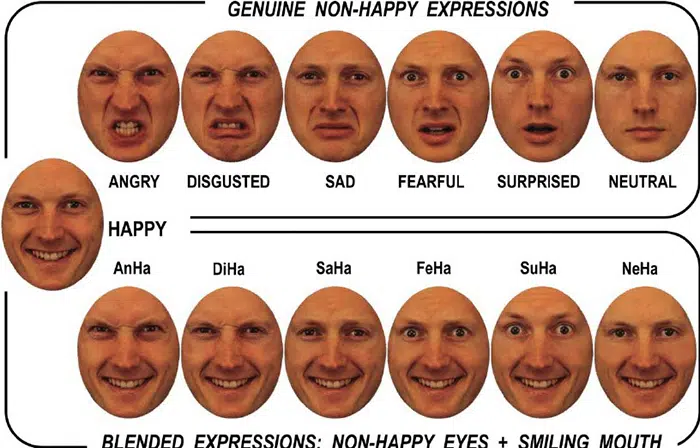 GENUINE NON-HAPPY EXPRESSIONS
ANGRY DISGUSTED SAD FEARFUL SURPRISED NEUTRAL
HAPPY
AnHa DiHa SaHa FeHa SuHa NeHa
BLENDED EXPRESSIONS: NON-HAPPY EYES + SMILING MOUTH